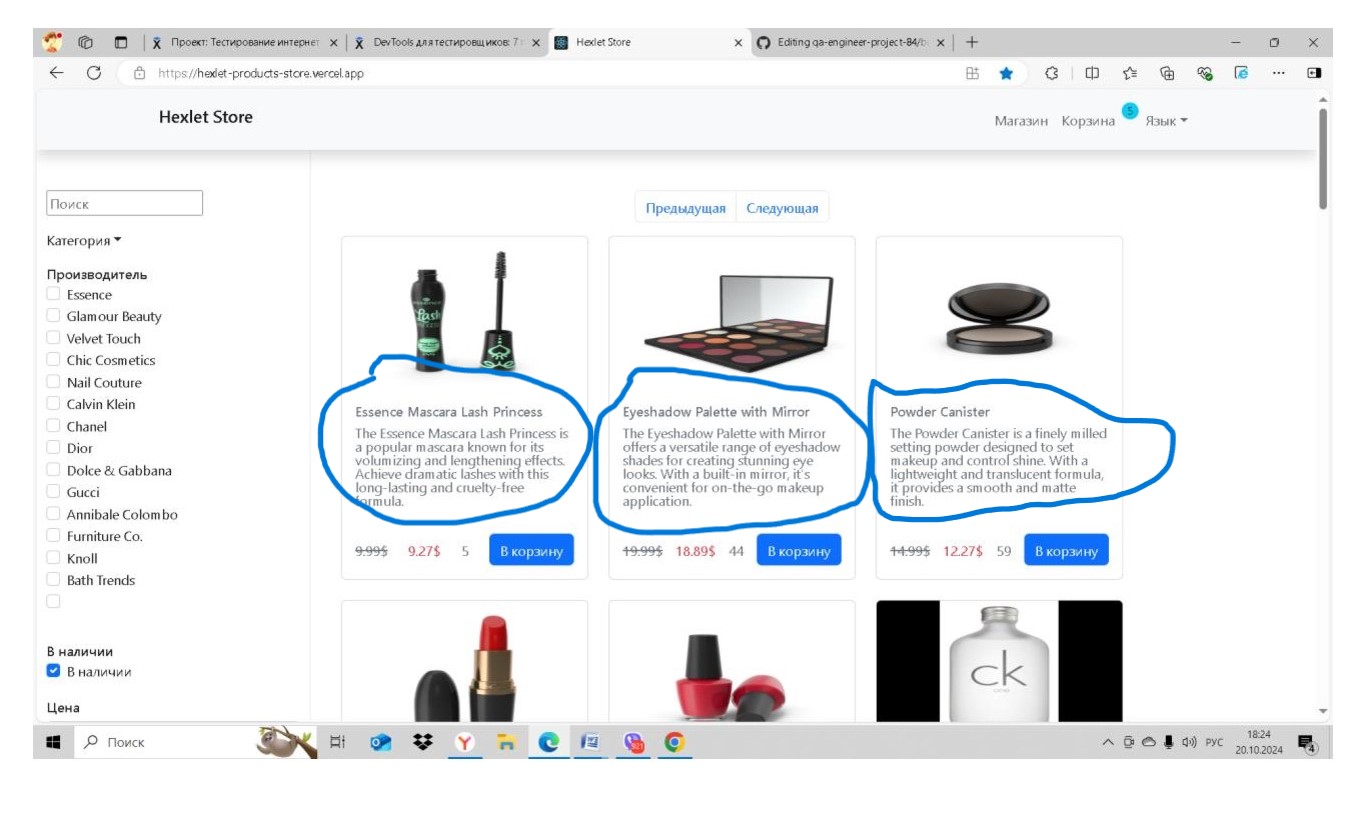 Проект: Тестирование интернет
DevTools для тестировщиков: 7 г
Hexlet Store
Editing qa-engineer-project-84/b
https://hexlet-products-store.vercel.app
Hexlet Store
Магазин Корзина 5 Язык
Поиск
Предыдущая Следующая
Категория
Производитель
Essence
Glamour Beauty
Velvet Touch
Chic Cosmetics
Nail Couture
Calvin Klein
Chanel
Dior
Dolce & Gabbana
Gucci
Annibale Colombo
Furniture Co.
Knoll
Bath Trends
В наличии
В наличии
Цена
Lash
Essence Mascara Lash Princess
The Essence Mascara Lash Princess is
a popular mascara known for its
volumizing and lengthening effects.
Achieve dramatic lashes with this
long-lasting and cruelty-free
formula.
9.99$ 9.27$ 5 В корзину
Eyeshadow Palette with Mirror
The Eyeshadow Palette with Mirror
offers a versatile range of eyeshadow
shades for creating stunning eye
looks. With a built-in mirror, it's
convenient for on-the-go makeup
application.
19.99$ 18.89$ 44 В корзину
Powder Canister
The Powder Canister is a finely milled
setting powder designed to set
makeup and control shine. With a
lightweight and translucent formula,
it provides a smooth and matte
finish.
14.99$ 12.27$ 59 В корзину
ck
one
Поиск
РУС
18:24
20.10.2024
4